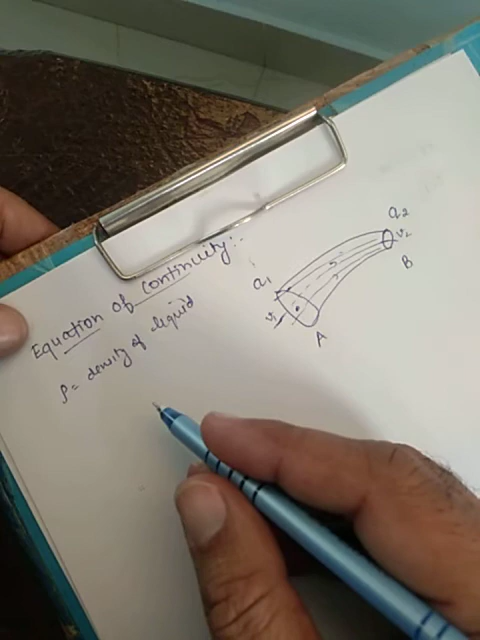 Equation of continuity:-
ρ= density of liquid
a2
v2
B
a1
v1
A